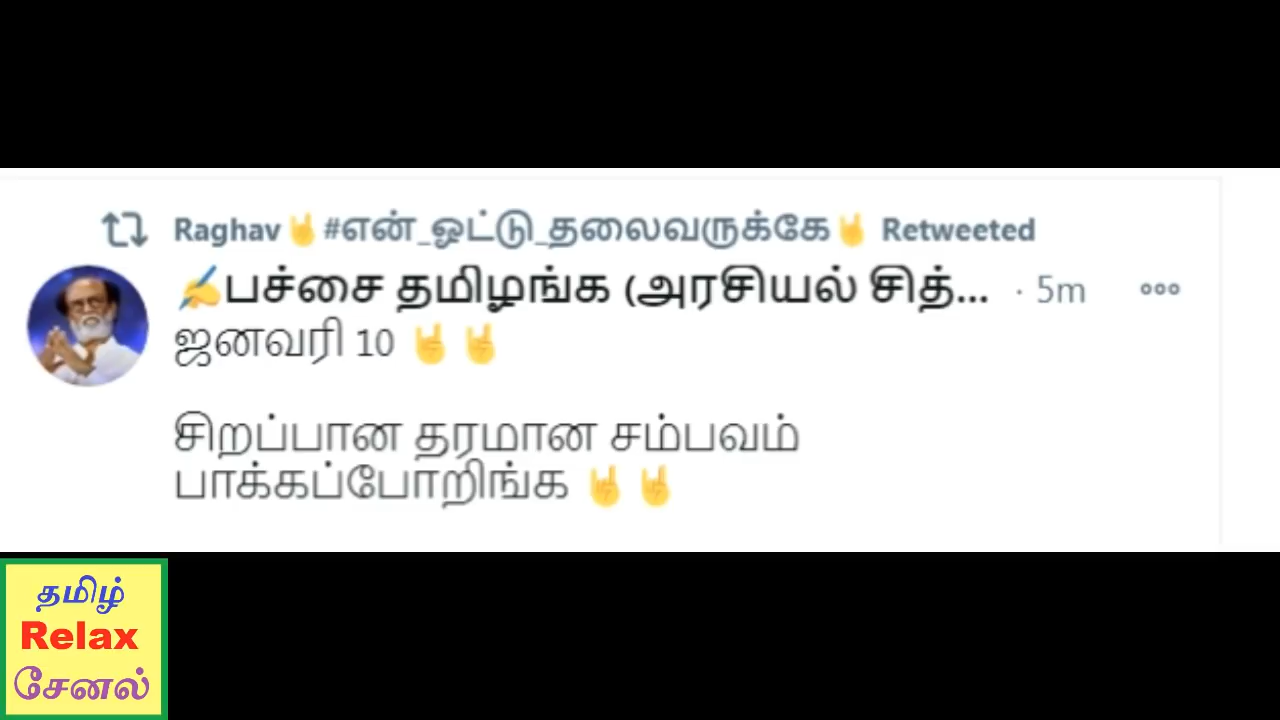 Raghav🤘#என்_ஓட்டு_தலைவருக்கே🤘 Retweeted
✍️பச்சை தமிழங்க (அரசியல் சித்... · 5m
ஜனவரி 10 🤘🤘
சிறப்பான தரமான சம்பவம்
பாக்கப்போறிங்க 🤘🤘
தமிழ்
Relax
சேனல்